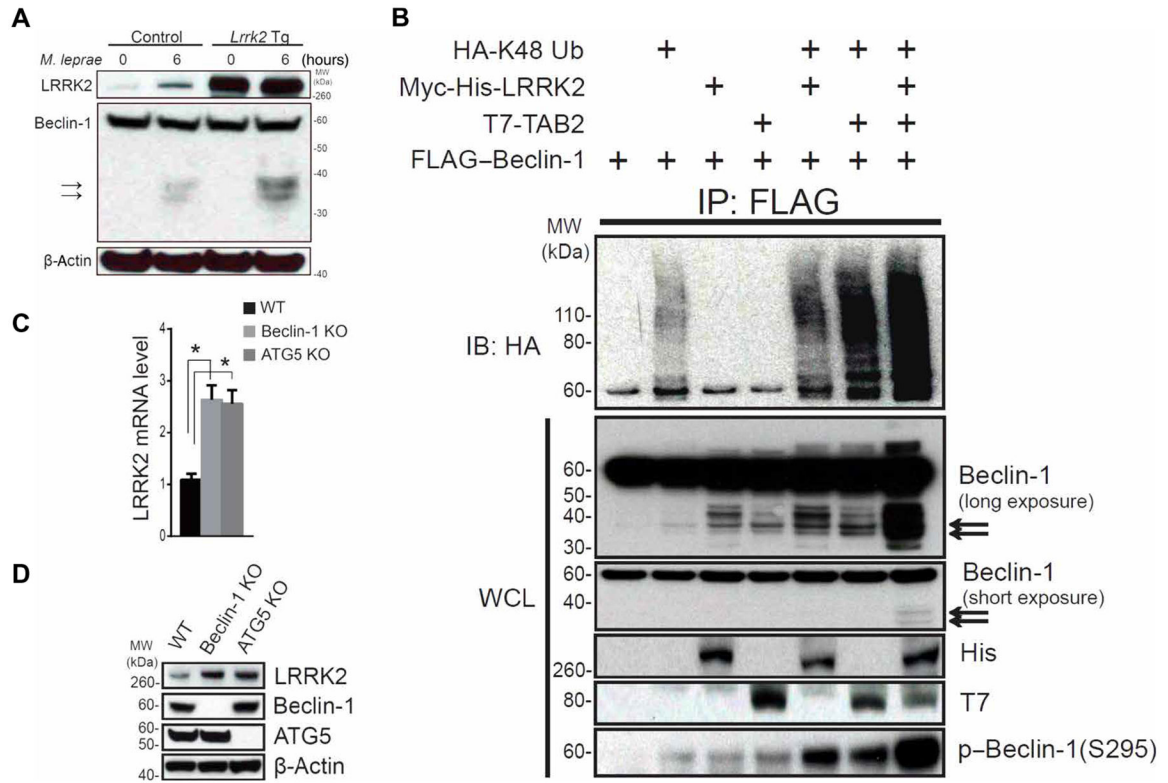 A
Control Lrrk2 Tg
M. leprae 0 6 0 6 (hours)
MW
(kDa)
LRRK2
-260
Beclin-1
-60
-50
-40
-30
β-Actin
-40
B
HA-K48 Ub + + + +
Myc-His-LRRK2 + + +
T7-TAB2 + + +
FLAG–Beclin-1 + + + + + + +
IP: FLAG
MW
(kDa)
110-
80-
60-
IB: HA
WCL
60-
50-
40-
30-
Beclin-1
(long exposure)
60-
40-
Beclin-1
(short exposure)
260-
His
80-
T7
60-
p–Beclin-1(S295)
C
WT
Beclin-1 KO
ATG5 KO
LRRK2 mRNA level
4
3
2
1
0
* *
D
WT Beclin-1 KO ATG5 KO
MW
(kDa)
260-
LRRK2
60-
Beclin-1
60-
50-
ATG5
40-
β-Actin